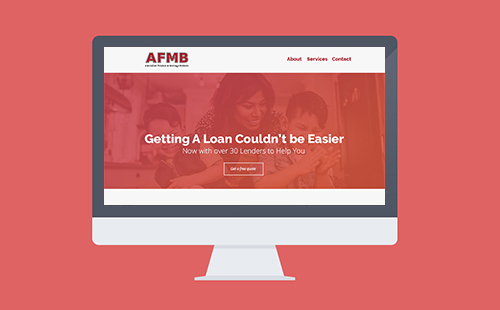 AFMB
About Services Contact
Getting A Loan Couldn't be Easier
Now with over 30 Lenders to Help You
Get a free quote